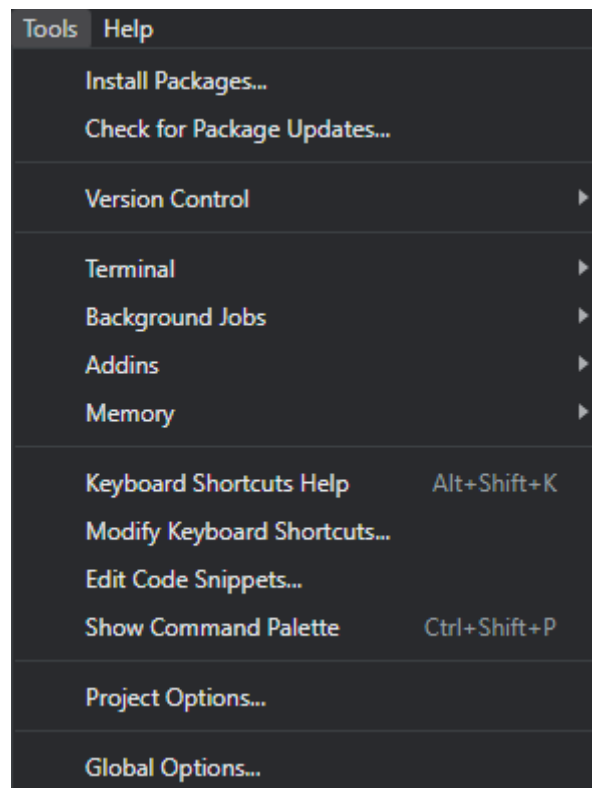 Tools Help
Install Packages...
Check for Package Updates...
Version Control
Terminal
Background Jobs
Addins
Memory
Keyboard Shortcuts Help Alt+Shift+K
Modify Keyboard Shortcuts...
Edit Code Snippets...
Show Command Palette Ctrl+Shift+P
Project Options...
Global Options...